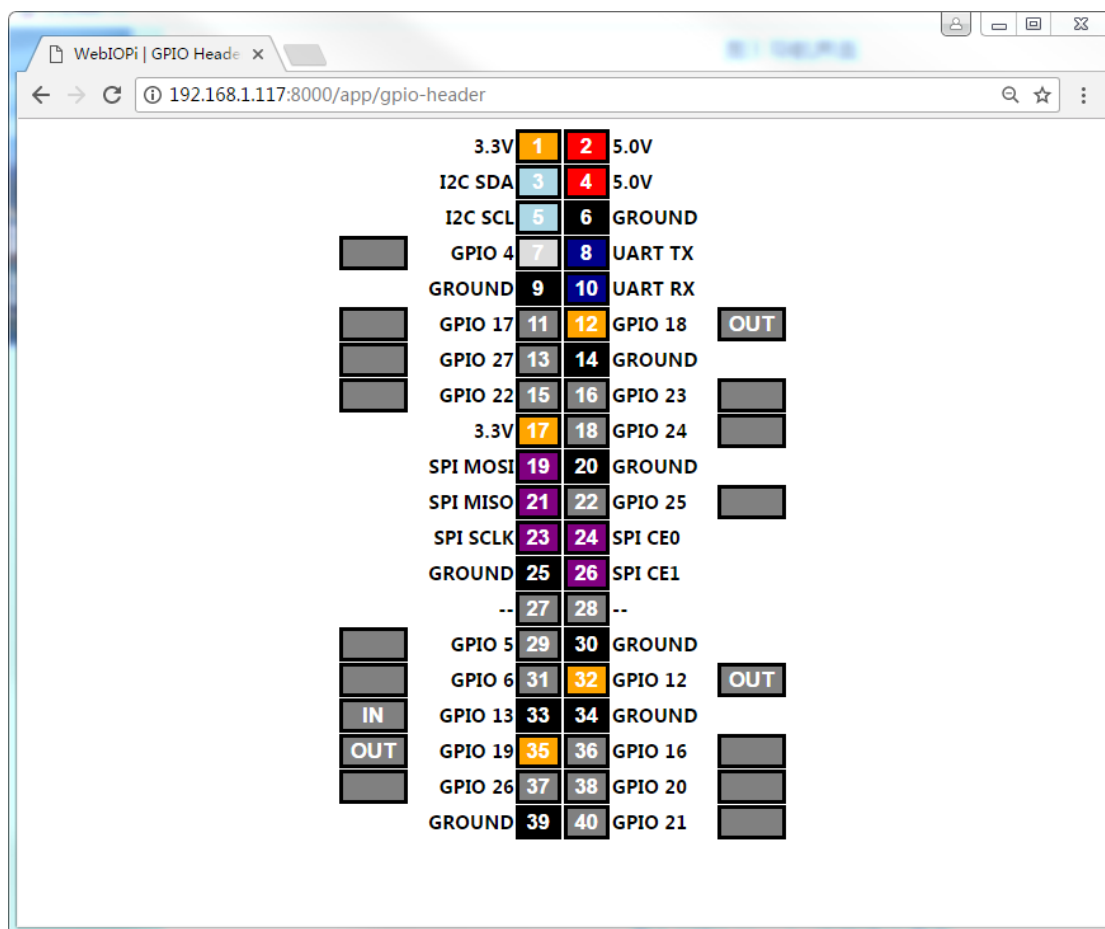 WebIOPi | GPIO Heade
192.168.1.117:8000/app/gpio-header
3.3V 1 2 5.0V
I2C SDA 3 4 5.0V
I2C SCL 5 6 GROUND
GPIO 4 7 8 UART TX
GROUND 9 10 UART RX
GPIO 17 11 12 GPIO 18 OUT
GPIO 27 13 14 GROUND
GPIO 22 15 16 GPIO 23
3.3V 17 18 GPIO 24
SPI MOSI 19 20 GROUND
SPI MISO 21 22 GPIO 25
SPI SCLK 23 24 SPI CE0
GROUND 25 26 SPI CE1
-- 27 28 --
GPIO 5 29 30 GROUND
GPIO 6 31 32 GPIO 12 OUT
IN GPIO 13 33 34 GROUND
OUT GPIO 19 35 36 GPIO 16
GPIO 26 37 38 GPIO 20
GROUND 39 40 GPIO 21